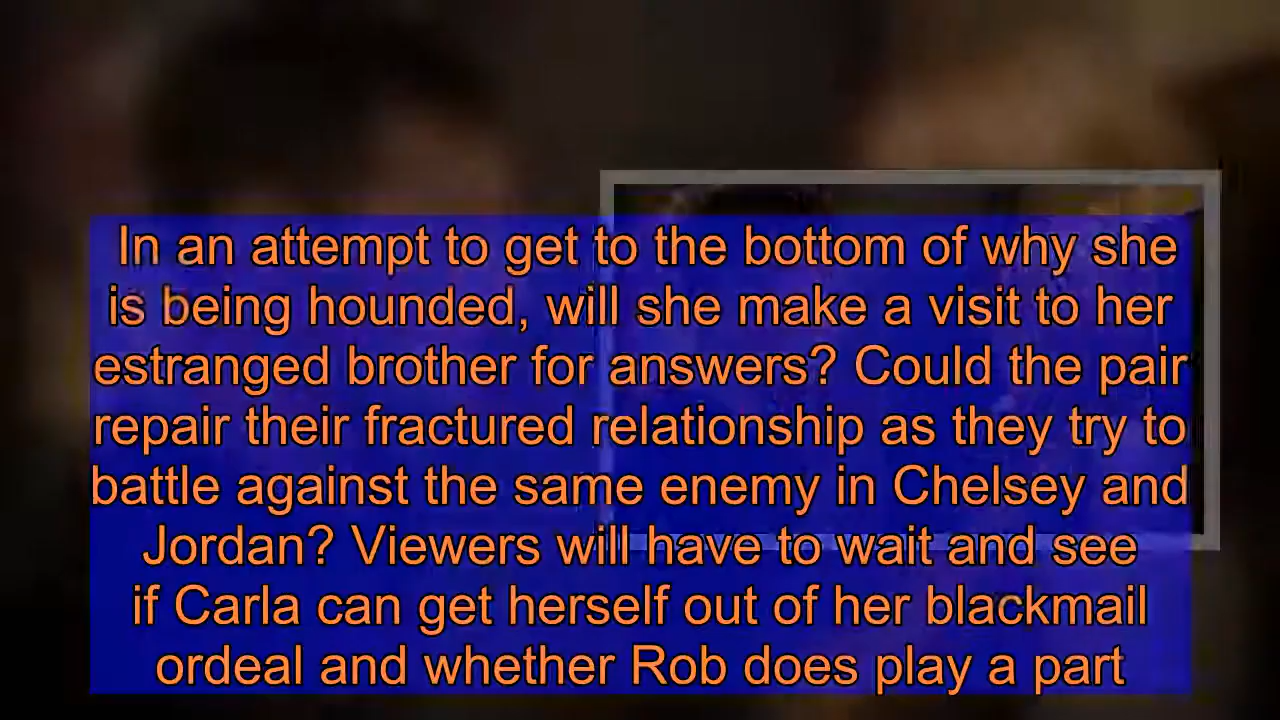 In an attempt to get to the bottom of why she
is being hounded, will she make a visit to her
estranged brother for answers? Could the pair
repair their fractured relationship as they try to
battle against the same enemy in Chelsey and
Jordan? Viewers will have to wait and see
if Carla can get herself out of her blackmail
ordeal and whether Rob does play a part